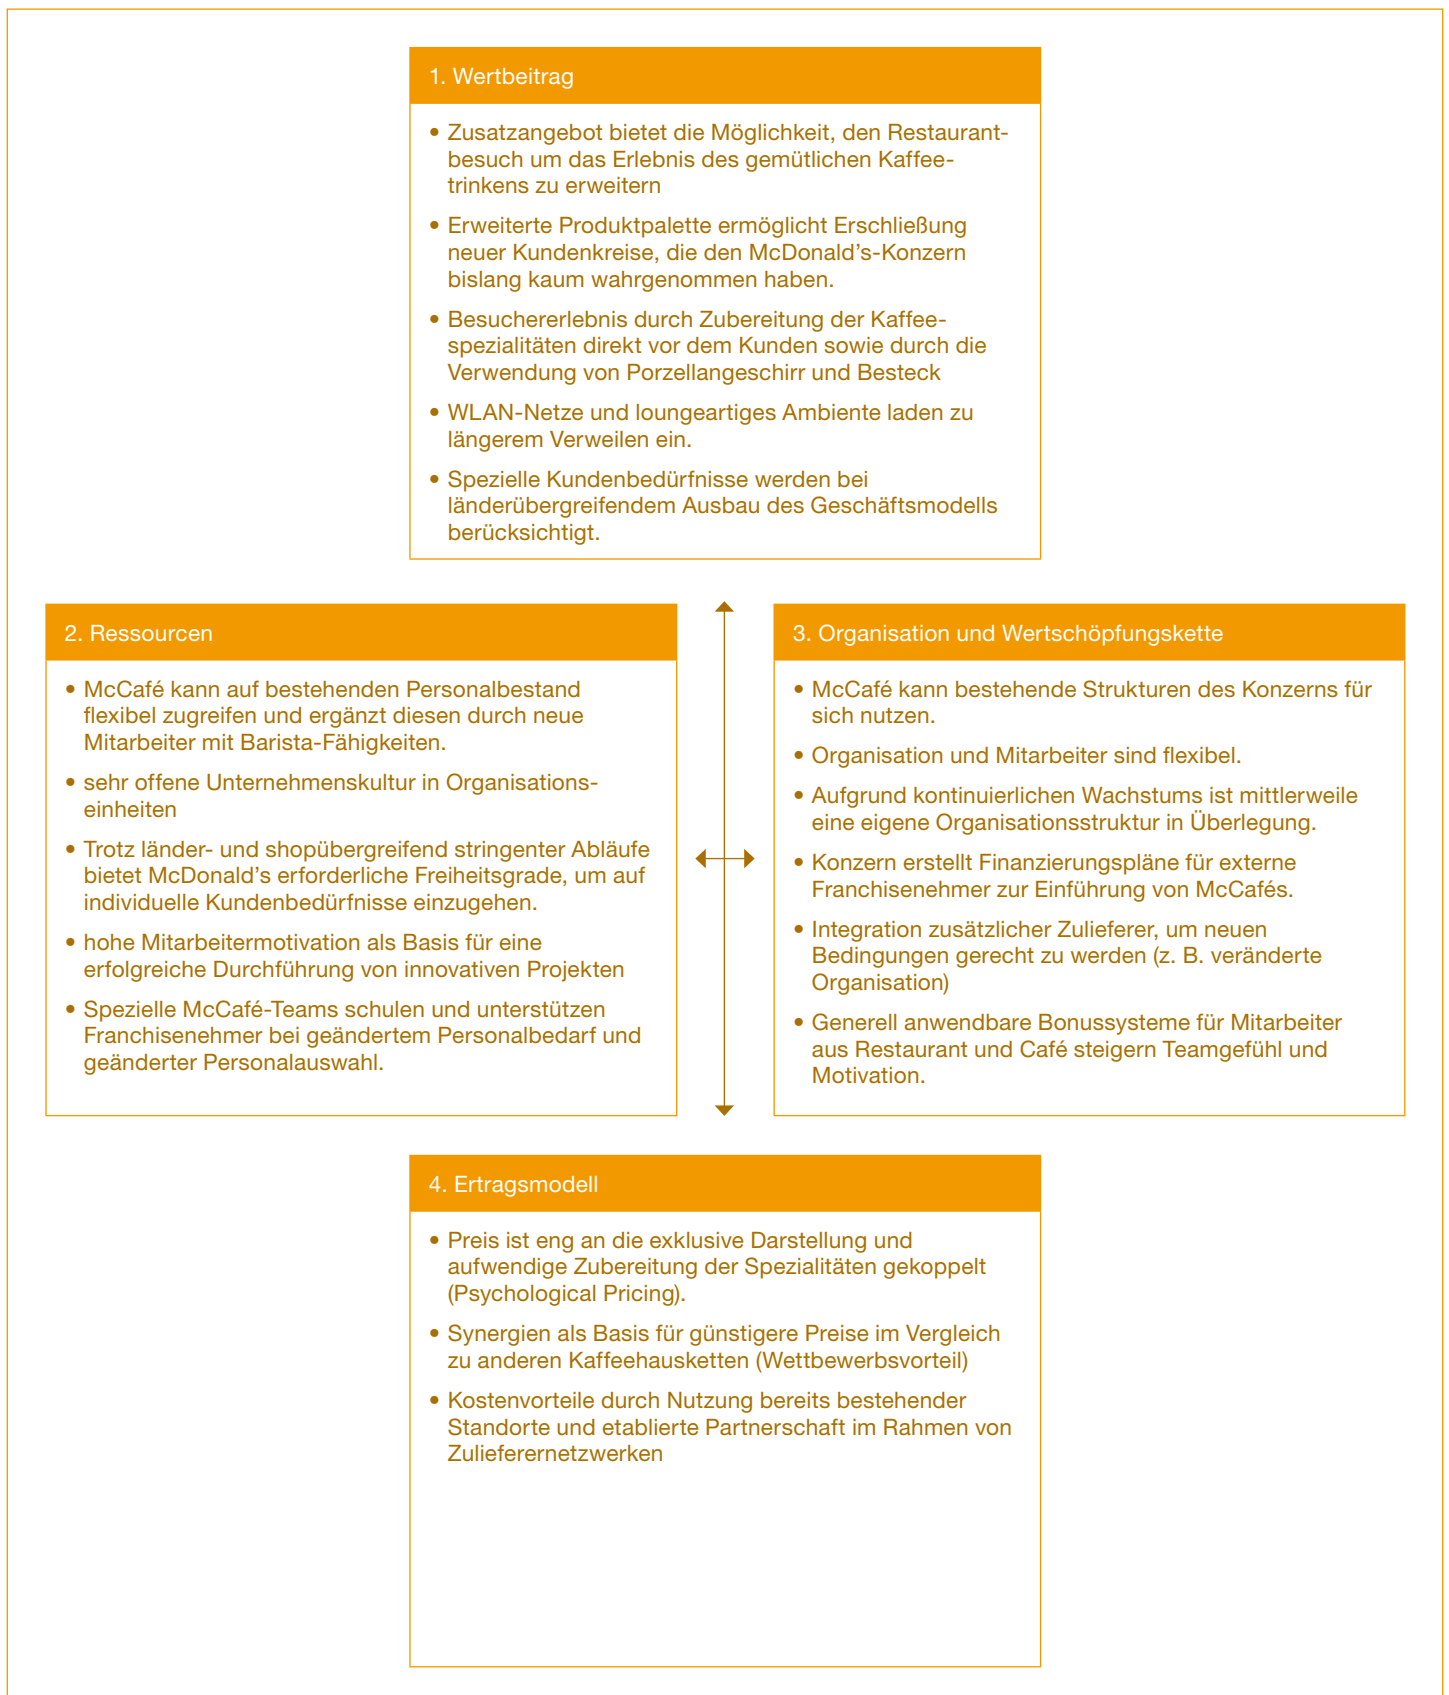 1. Wertbeitrag
• Zusatzangebot bietet die Möglichkeit, den Restaurant-
besuch um das Erlebnis des gemütlichen Kaffee-
trinkens zu erweitern
• Erweiterte Produktpalette ermöglicht Erschließung
neuer Kundenkreise, die den McDonald’s-Konzern
bislang kaum wahrgenommen haben.
• Besuchererlebnis durch Zubereitung der Kaffee-
spezialitäten direkt vor dem Kunden sowie durch die
Verwendung von Porzellangeschirr und Besteck
• WLAN-Netze und loungeartiges Ambiente laden zu
längerem Verweilen ein.
• Spezielle Kundenbedürfnisse werden bei
länderübergreifendem Ausbau des Geschäftsmodells
berücksichtigt.
2. Ressourcen
• McCafé kann auf bestehenden Personalbestand
flexibel zugreifen und ergänzt diesen durch neue
Mitarbeiter mit Barista-Fähigkeiten.
• sehr offene Unternehmenskultur in Organisations-
einheiten
• Trotz länder- und shopübergreifend stringenter Abläufe
bietet McDonald’s erforderliche Freiheitsgrade, um auf
individuelle Kundenbedürfnisse einzugehen.
• hohe Mitarbeitermotivation als Basis für eine
erfolgreiche Durchführung von innovativen Projekten
• Spezielle McCafé-Teams schulen und unterstützen
Franchisenehmer bei geändertem Personalbedarf und
geänderter Personalauswahl.
3. Organisation und Wertschöpfungskette
• McCafé kann bestehende Strukturen des Konzerns für
sich nutzen.
• Organisation und Mitarbeiter sind flexibel.
• Aufgrund kontinuierlichen Wachstums ist mittlerweile
eine eigene Organisationsstruktur in Überlegung.
• Konzern erstellt Finanzierungspläne für externe
Franchisenehmer zur Einführung von McCafés.
• Integration zusätzlicher Zulieferer, um neuen
Bedingungen gerecht zu werden (z. B. veränderte
Organisation)
• Generell anwendbare Bonussysteme für Mitarbeiter
aus Restaurant und Café steigern Teamgefühl und
Motivation.
4. Ertragsmodell
• Preis ist eng an die exklusive Darstellung und
aufwendige Zubereitung der Spezialitäten gekoppelt
(Psychological Pricing).
• Synergien als Basis für günstigere Preise im Vergleich
zu anderen Kaffeehausketten (Wettbewerbsvorteil)
• Kostenvorteile durch Nutzung bereits bestehender
Standorte und etablierte Partnerschaft im Rahmen von
Zulieferernetzwerken